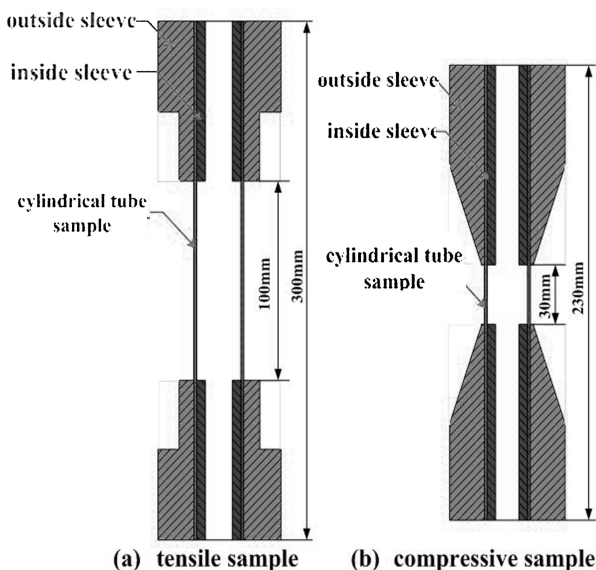 outside sleeve
inside sleeve
cylindrical tube
sample
100mm
300mm
(a) tensile sample
outside sleeve
inside sleeve
cylindrical tube
sample
30mm
230mm
(b) compressive sample